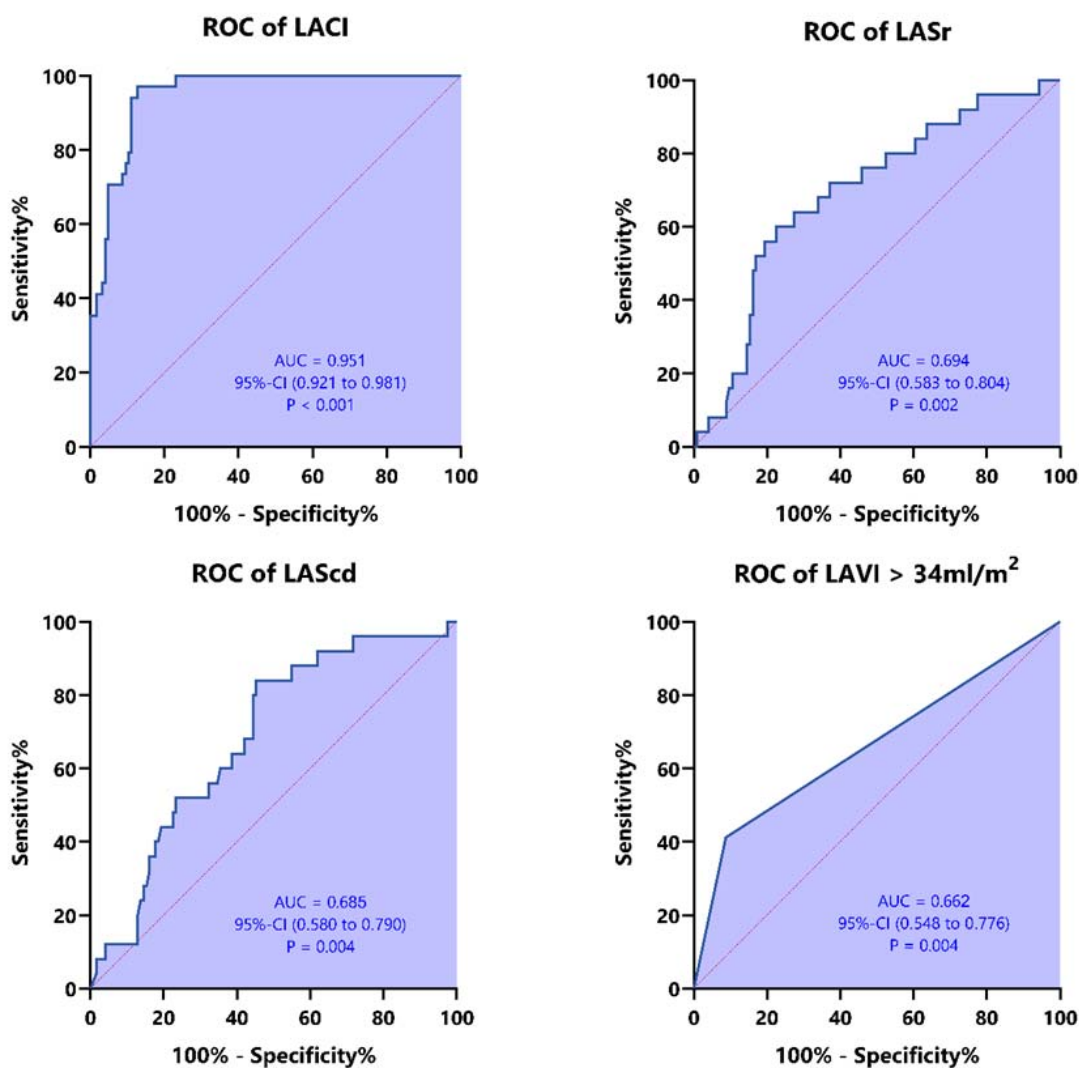 ROC of LACI
100
80
60
40
20
0
0 20 40 60 80 100
Sensitivity%
100% - Specificity%
AUC = 0.951
95%-CI (0.921 to 0.981)
P < 0.001
ROC of LASr
100
80
60
40
20
0
0 20 40 60 80 100
Sensitivity%
100% - Specificity%
AUC = 0.694
95%-CI (0.583 to 0.804)
P = 0.002
ROC of LAScd
100
80
60
40
20
0
0 20 40 60 80 100
Sensitivity%
100% - Specificity%
AUC = 0.685
95%-CI (0.580 to 0.790)
P = 0.004
ROC of LAVI > 34ml/m²
100
80
60
40
20
0
0 20 40 60 80 100
Sensitivity%
100% - Specificity%
AUC = 0.662
95%-CI (0.548 to 0.776)
P = 0.004